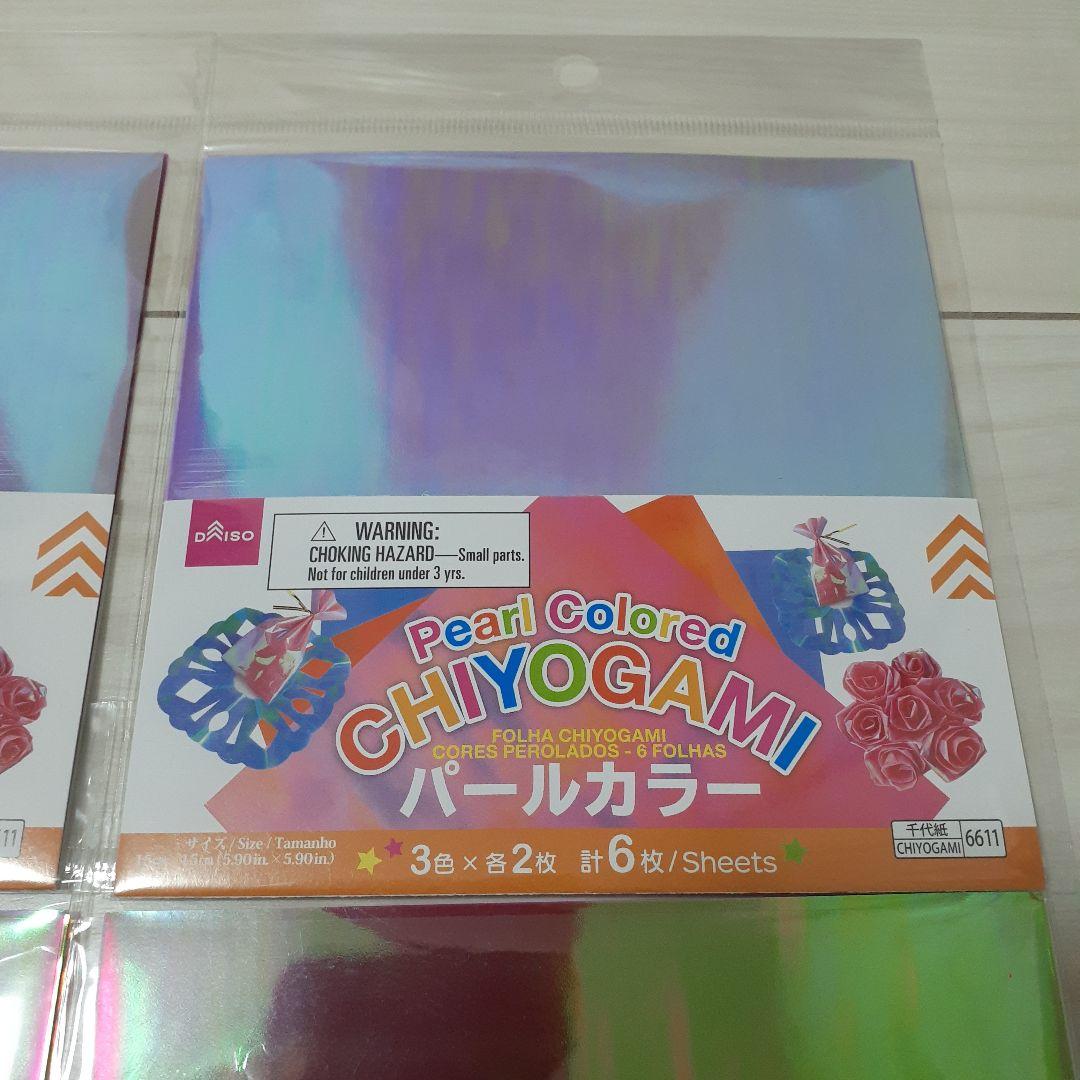 DAISO
WARNING:
CHOKING HAZARD—Small parts.
Not for children under 3 yrs.
Pearl Colored
CHIYOGAMI
FOLHA CHIYOGAMI
CORES PEROLADOS - 6 FOLHAS
パールカラー
サイズ/Size/Tamanho
15cm (5.90in.×5.90in.)
3色×各2枚 計6枚/Sheets
千代紙
CHIYOGAMI
6611
11